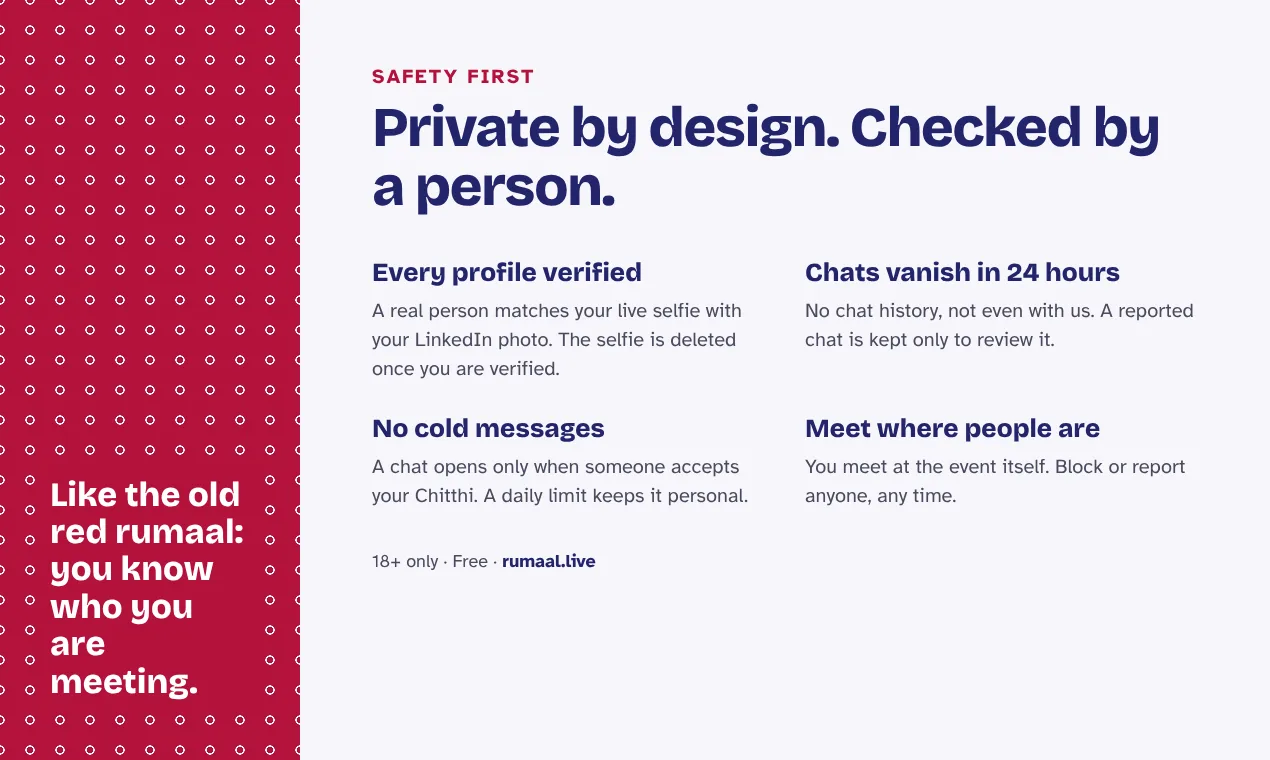 Like the old
red rumaal:
you know
who you
are
meeting.
SAFETY FIRST
Private by design. Checked by
a person.
Every profile verified
A real person matches your live selfie with
your LinkedIn photo. The selfie is deleted
once you are verified.
Chats vanish in 24 hours
No chat history, not even with us. A reported
chat is kept only to review it.
No cold messages
A chat opens only when someone accepts
your Chitthi. A daily limit keeps it personal.
Meet where people are
You meet at the event itself. Block or report
anyone, any time.
18+ only · Free · rumaal.live